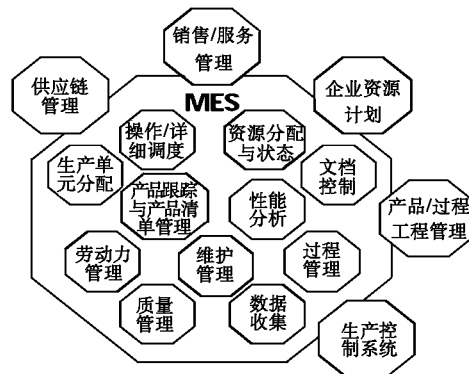 销售/服务
管理
供应链
管理
MES
企业资源
计划
操作/详
细调度
资源分配
与状态
生产单
元分配
文档
控制
产品跟踪
与产品清
单管理
性能
分析
产品/过程
工程管理
劳动力
管理
维护
管理
过程
管理
质量
管理
数据
收集
生产控
制系统